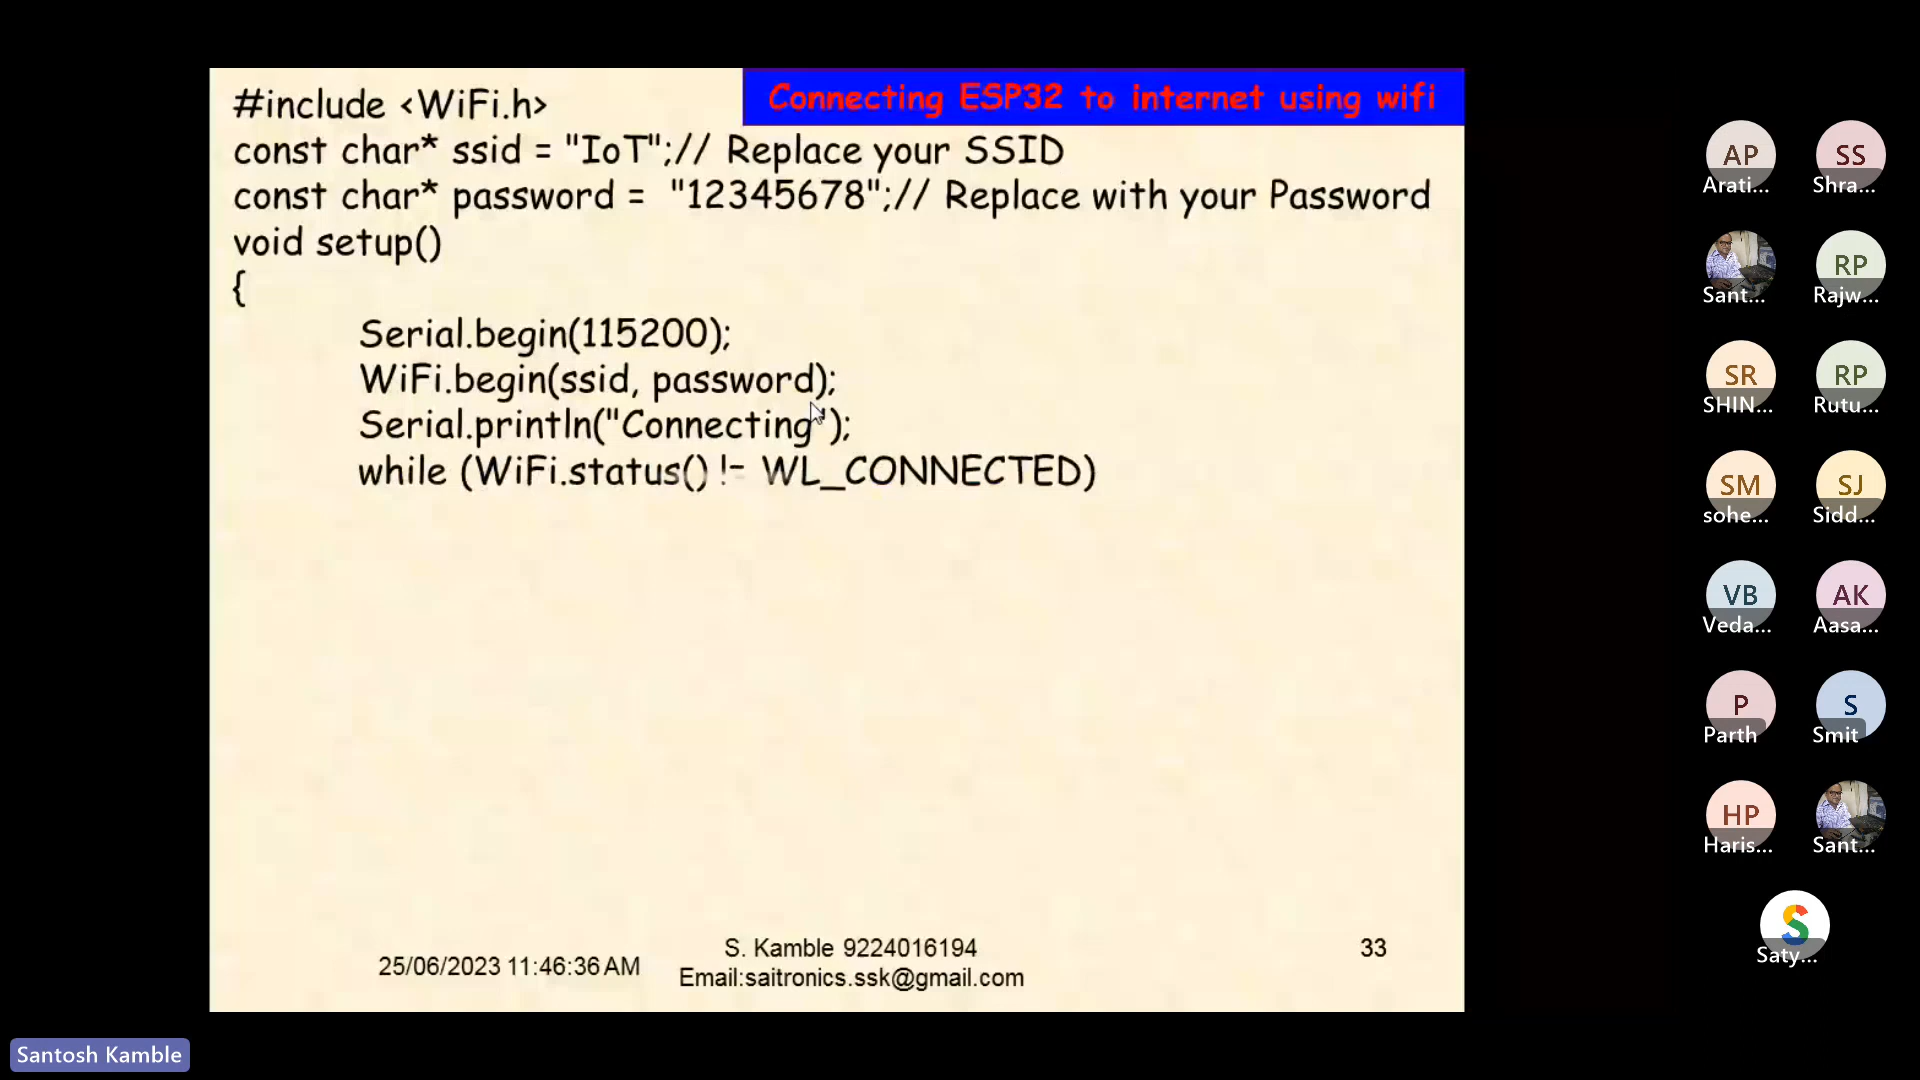 Connecting ESP32 to internet using wifi
#include <WiFi.h>
const char* ssid = "IoT";// Replace your SSID
const char* password = "12345678";// Replace with your Password
void setup()
{
Serial.begin(115200);
WiFi.begin(ssid, password);
Serial.println("Connecting");
while (WiFi.status() != WL_CONNECTED)
25/06/2023 11:46:36 AM
S. Kamble 9224016194
Email:saitronics.ssk@gmail.com
33
AP
Arati...
SS
Shra...
Sant...
RP
Rajw...
SR
SHIN...
RP
Rutu...
SM
sohe...
SJ
Sidd...
VB
Veda...
AK
Aasa...
P
Parth
S
Smit
HP
Haris...
Sant...
Saty...
Santosh Kamble